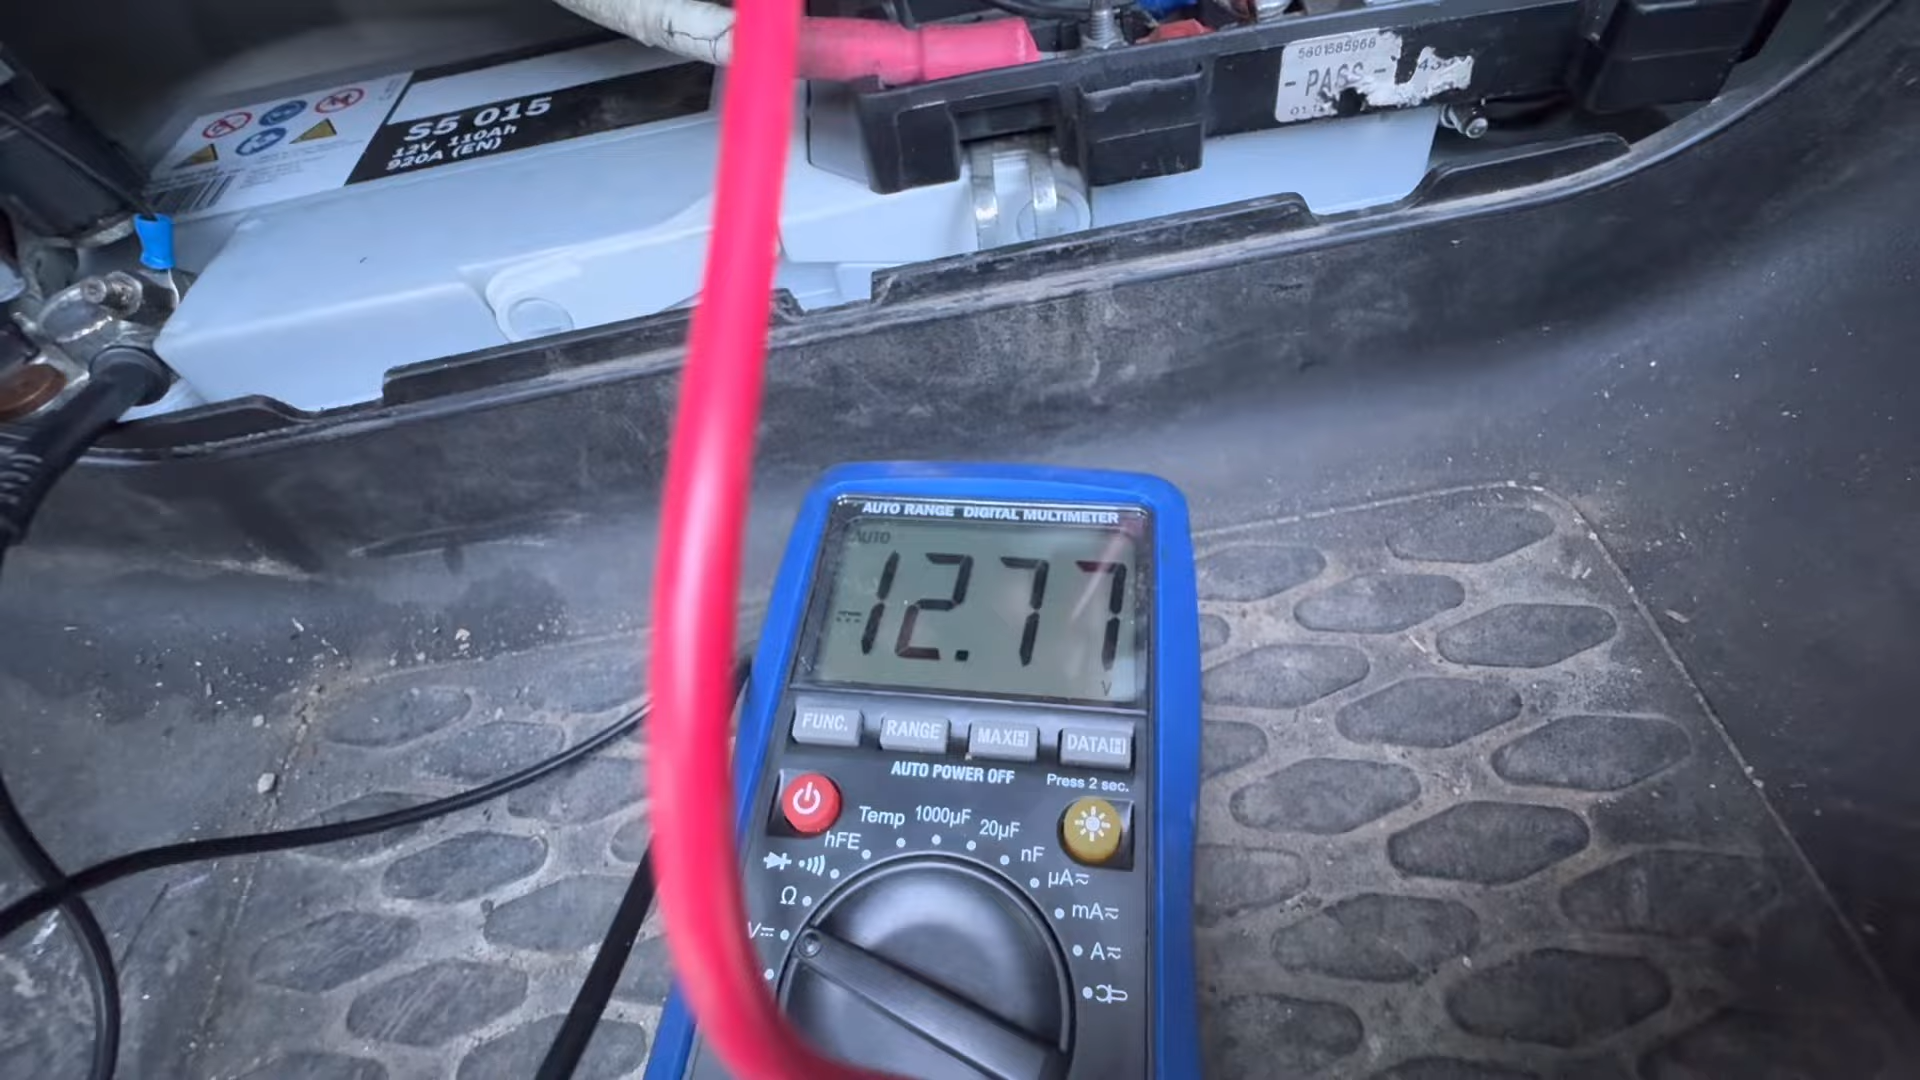 S5 015
12V 110Ah
920A (EN)
5801585968
- PASS -
AUTO RANGE DIGITAL MULTIMETER
AUTO
12.77
V
FUNC.
RANGE
MAX H
DATA H
AUTO POWER OFF
Press 2 sec.
Temp
1000µF
20µF
hFE
nF
µA
Ω
mA
V
A